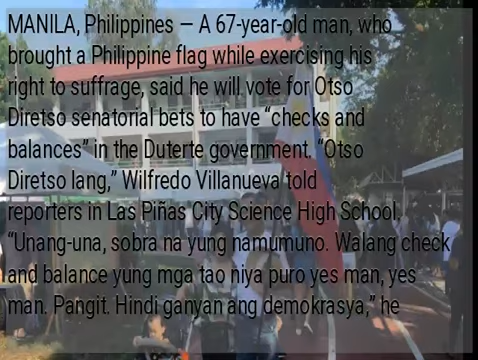 MANILA, Philippines — A 67-year-old man, who
brought a Philippine flag while exercising his
right to suffrage, said he will vote for Otso
Diretso senatorial bets to have “checks and
balances” in the Duterte government. “Otso
Diretso lang,” Wilfredo Villanueva told
reporters in Las Piñas City Science High School.
“Unang-una, sobra na yung namumuno. Walang check
and balance yung mga tao niya puro yes man, yes
man. Pangit. Hindi ganyan ang demokrasya,” he